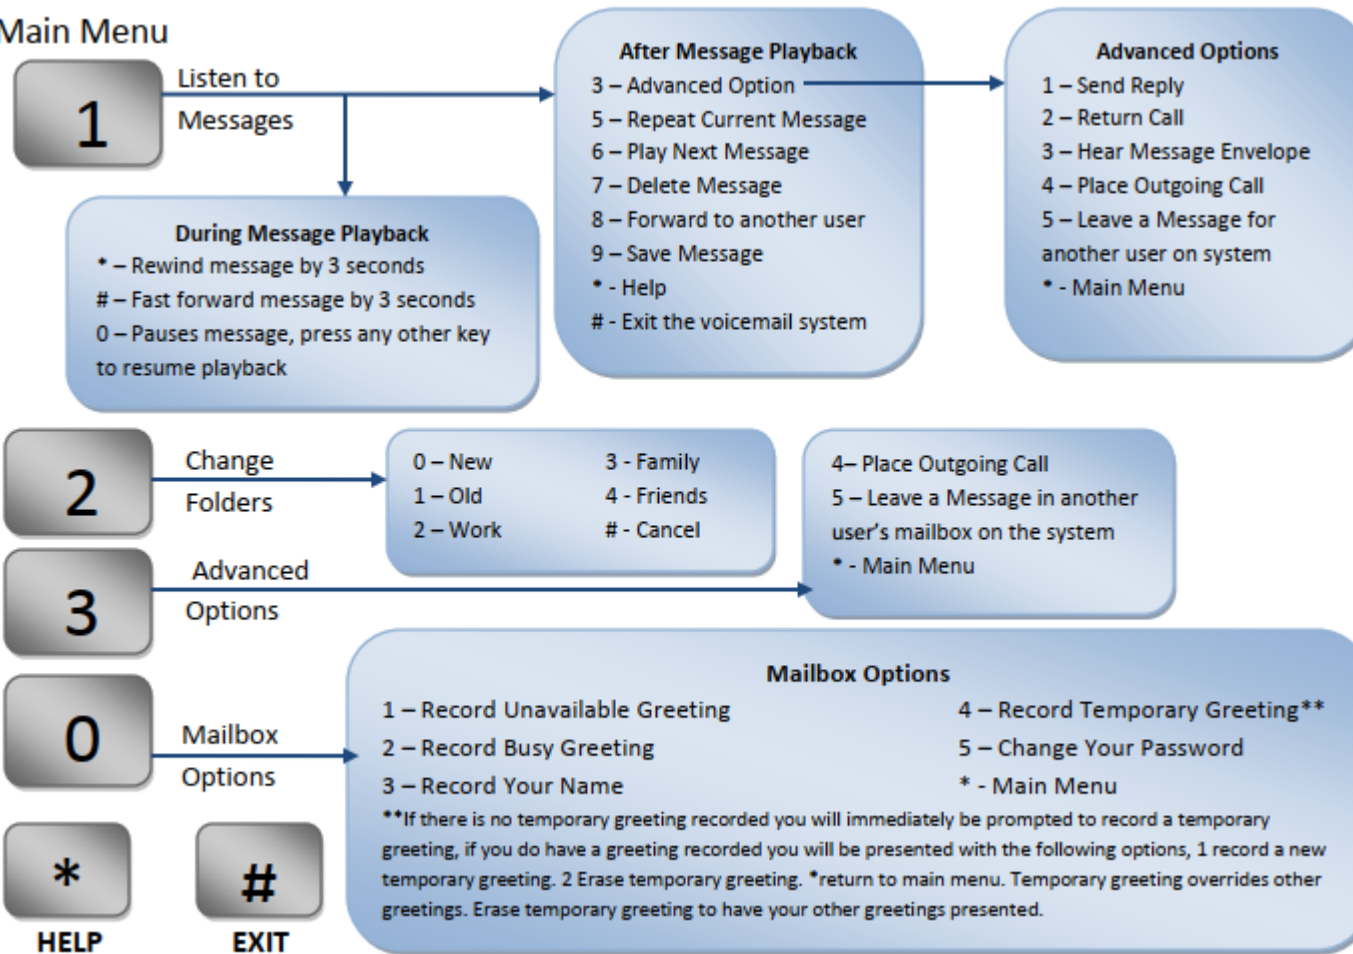 Main Menu
1
Listen to
Messages
After Message Playback
3 – Advanced Option
5 – Repeat Current Message
6 – Play Next Message
7 – Delete Message
8 – Forward to another user
9 – Save Message
* - Help
# - Exit the voicemail system
Advanced Options
1 – Send Reply
2 – Return Call
3 – Hear Message Envelope
4 – Place Outgoing Call
5 – Leave a Message for
another user on system
* - Main Menu
During Message Playback
* – Rewind message by 3 seconds
# – Fast forward message by 3 seconds
0 – Pauses message, press any other key
to resume playback
2
Change
Folders
0 – New
1 – Old
2 – Work
3 - Family
4 - Friends
# - Cancel
3
Advanced
Options
4– Place Outgoing Call
5 – Leave a Message in another
user's mailbox on the system
* - Main Menu
0
Mailbox
Options
Mailbox Options
1 – Record Unavailable Greeting
2 – Record Busy Greeting
3 – Record Your Name
4 – Record Temporary Greeting**
5 – Change Your Password
* - Main Menu
**If there is no temporary greeting recorded you will immediately be prompted to record a temporary
greeting, if you do have a greeting recorded you will be presented with the following options, 1 record a new
temporary greeting. 2 Erase temporary greeting. *return to main menu. Temporary greeting overrides other
greetings. Erase temporary greeting to have your other greetings presented.
*
HELP
#
EXIT